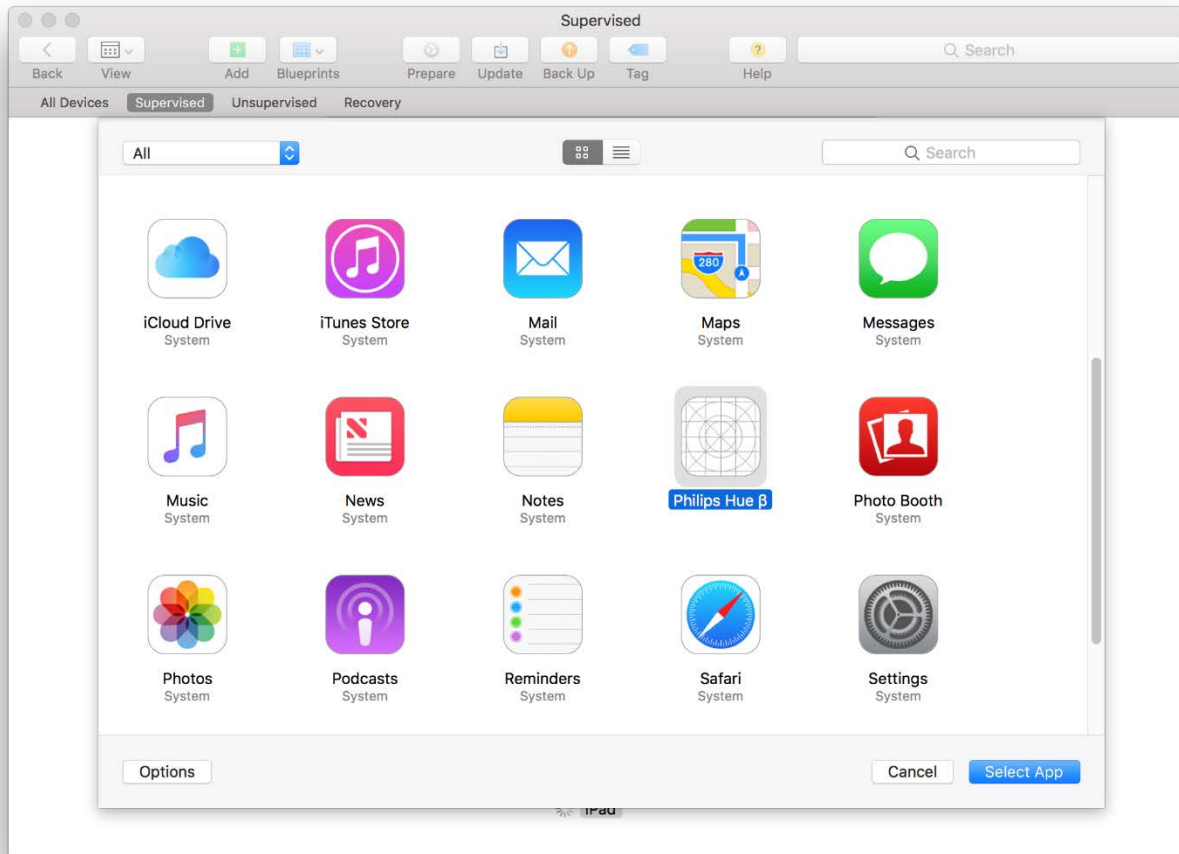 Supervised
Back View Add Blueprints Prepare Update Back Up Tag Help Search
All Devices Supervised Unsupervised Recovery
All Search
280
iCloud Drive iTunes Store Mail Maps Messages
System System System System System
Music News Notes Philips Hue β Photo Booth
System System System System
Photos Podcasts Reminders Safari Settings
System System System System System
Options Cancel Select App
iPad